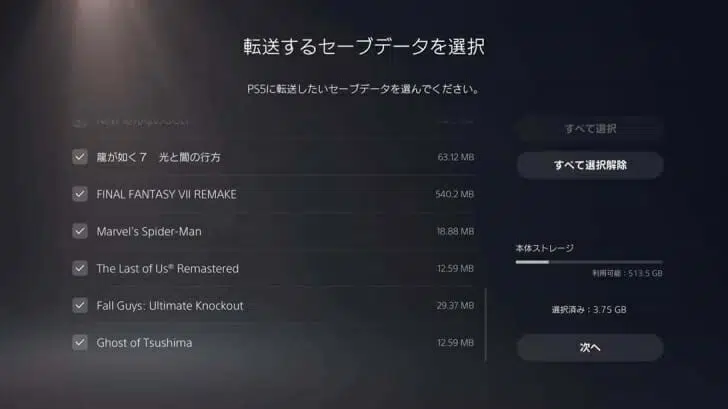 転送するセーブデータを選択
PS5に転送したいセーブデータを選んでください。
すべて選択
龍が如く７　光と闇の行方 63.12 MB
すべて選択解除
FINAL FANTASY VII REMAKE 540.2 MB
Marvel's Spider-Man 18.88 MB
本体ストレージ
The Last of Us® Remastered 12.59 MB
利用可能：513.5 GB
Fall Guys: Ultimate Knockout 29.37 MB
選択済み：3.75 GB
Ghost of Tsushima 12.59 MB
次へ